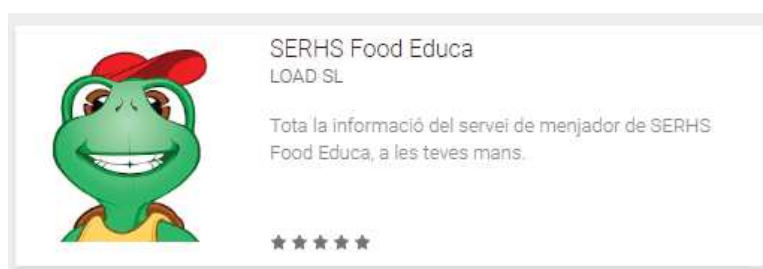 SERHS Food Educa
LOAD SL
Tota la informació del servei de menjador de SERHS
Food Educa, a les teves mans.